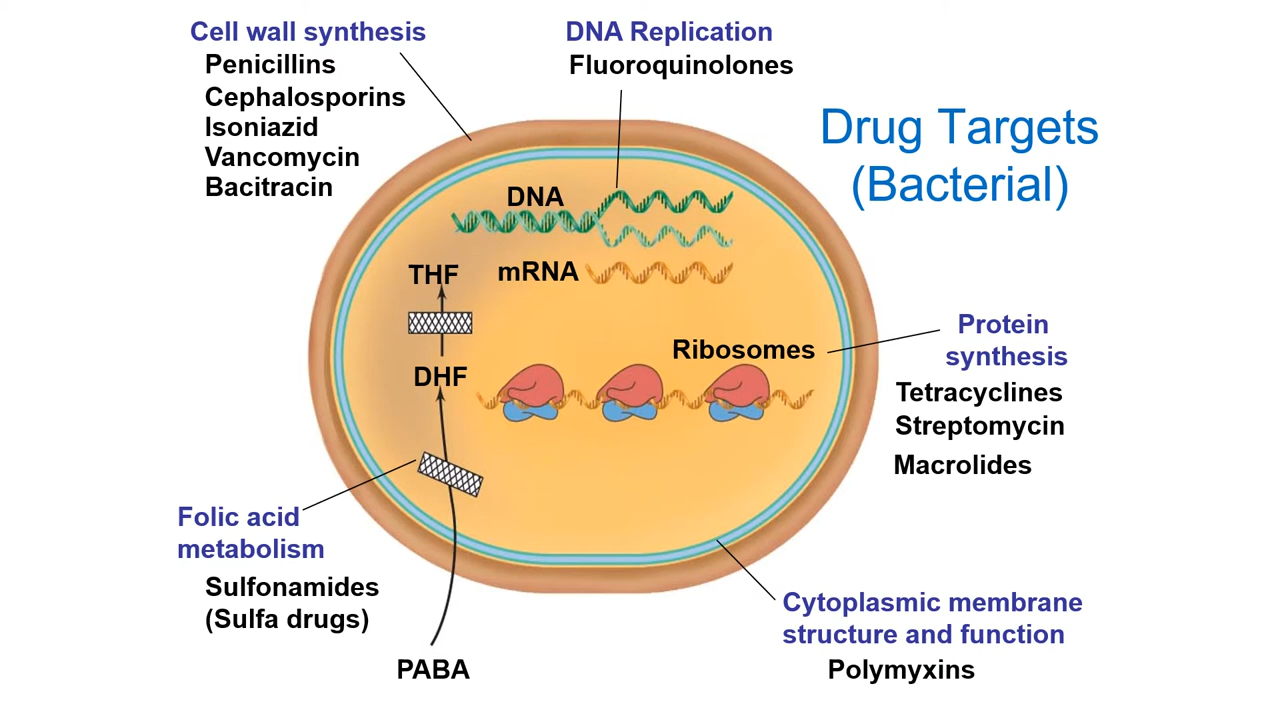 Cell wall synthesis
Penicillins
Cephalosporins
Isoniazid
Vancomycin
Bacitracin
DNA Replication
Fluoroquinolones
Drug Targets
(Bacterial)
DNA
THF
mRNA
Ribosomes
DHF
Protein
synthesis
Tetracyclines
Streptomycin
Macrolides
Folic acid
metabolism
Sulfonamides
(Sulfa drugs)
PABA
Cytoplasmic membrane
structure and function
Polymyxins